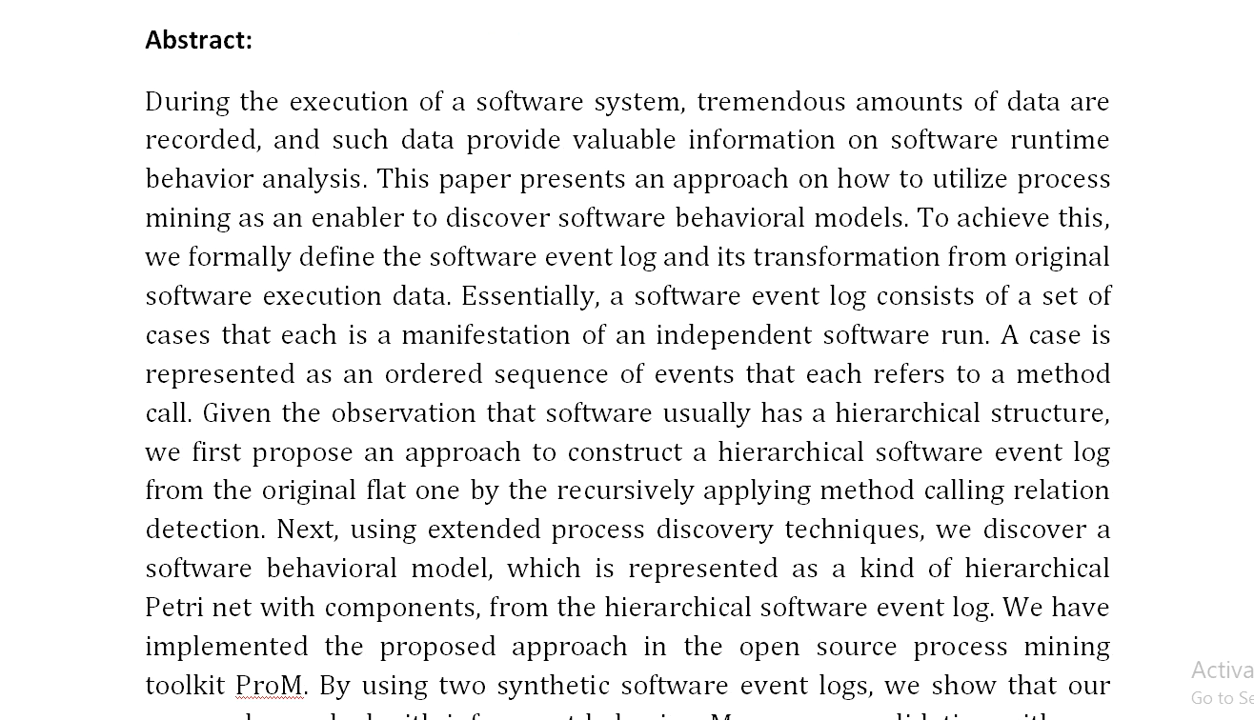 Abstract:
During the execution of a software system, tremendous amounts of data are
recorded, and such data provide valuable information on software runtime
behavior analysis. This paper presents an approach on how to utilize process
mining as an enabler to discover software behavioral models. To achieve this,
we formally define the software event log and its transformation from original
software execution data. Essentially, a software event log consists of a set of
cases that each is a manifestation of an independent software run. A case is
represented as an ordered sequence of events that each refers to a method
call. Given the observation that software usually has a hierarchical structure,
we first propose an approach to construct a hierarchical software event log
from the original flat one by the recursively applying method calling relation
detection. Next, using extended process discovery techniques, we discover a
software behavioral model, which is represented as a kind of hierarchical
Petri net with components, from the hierarchical software event log. We have
implemented the proposed approach in the open source process mining
toolkit ProM. By using two synthetic software event logs, we show that our
Activa
Go to Se